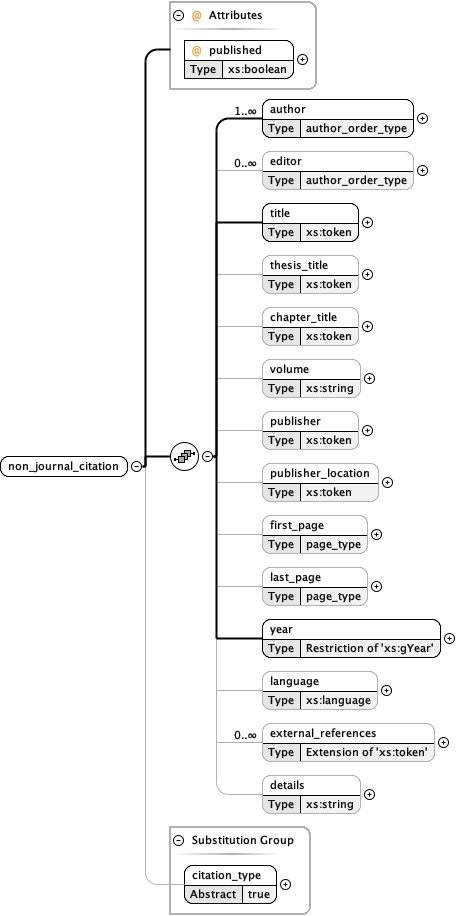 @ Attributes
@ published
Type xs:boolean
1..∞ author
Type author_order_type
0..∞ editor
Type author_order_type
title
Type xs:token
thesis_title
Type xs:token
chapter_title
Type xs:token
volume
Type xs:string
publisher
Type xs:token
non_journal_citation
publisher_location
Type xs:token
first_page
Type page_type
last_page
Type page_type
year
Type Restriction of 'xs:gYear'
language
Type xs:language
0..∞ external_references
Type Extension of 'xs:token'
details
Type xs:string
Substitution Group
citation_type
Abstract true